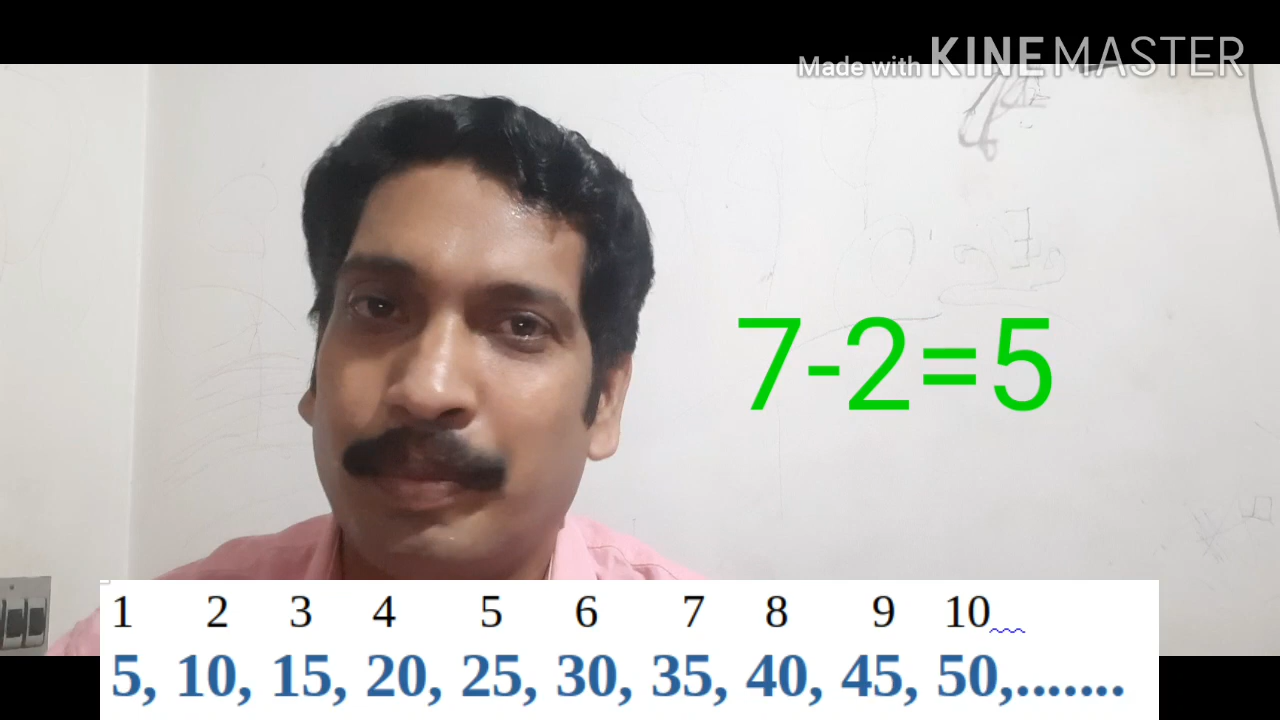 Made with KINEMASTER
7-2=5
1 2 3 4 5 6 7 8 9 10
5, 10, 15, 20, 25, 30, 35, 40, 45, 50,.......